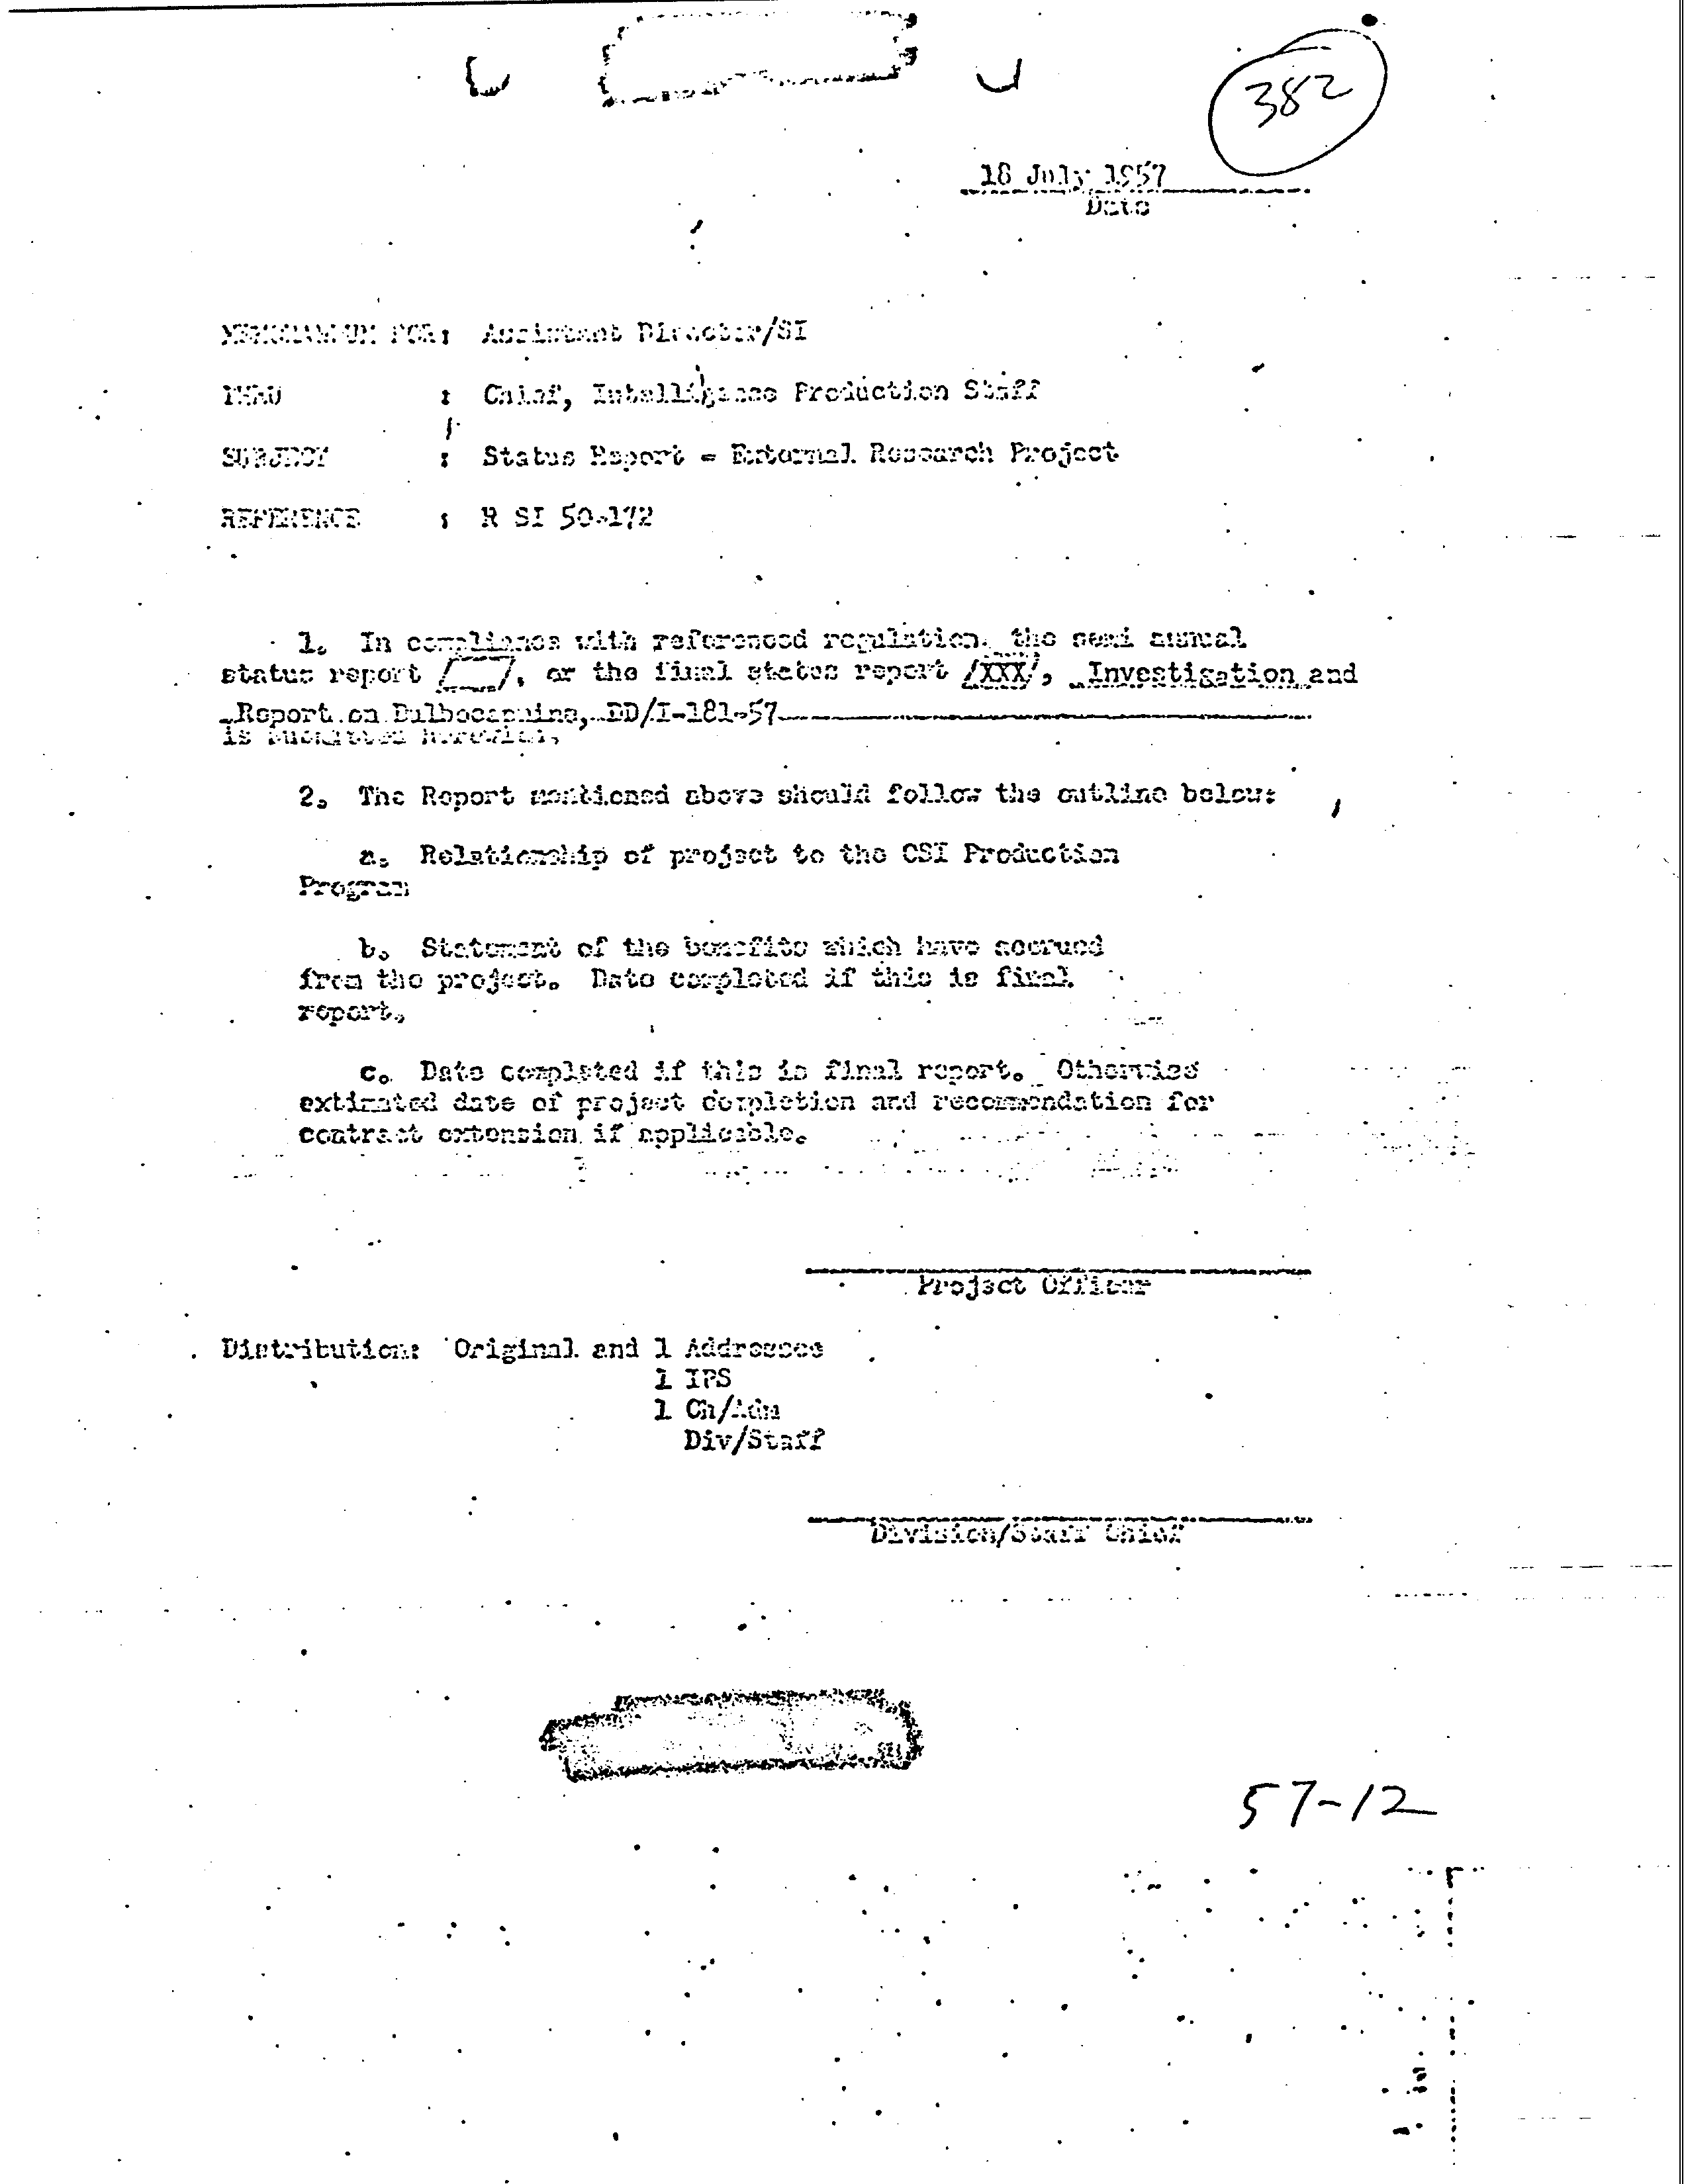 382
18 July 1957
Date
MEMORANDUM FOR: Assistant Director/SI
THRU : Chief, Intelligence Production Staff
SUBJECT : Status Report - External Research Project
REFERENCE : R SI 50-172
1. In compliance with referenced regulation, the semi annual
status report /___/, or the final status report /XXX/, Investigation and
Report on Bulbocapnine, DD/I-181-57
is submitted herewith.
2. The Report mentioned above should follow the outline below:
a. Relationship of project to the OSI Production
Program
b. Statement of the benefits which have accrued
from the project. Date completed if this is final
report.
c. Date completed if this is final report. Otherwise
extimated date of project completion and recommendation for
contract extension if applicable.
Project Officer
Distribution: Original and 1 Addressee
1 IPS
1 Ch/Adm
Div/Staff
Division/Staff Chief
57-12